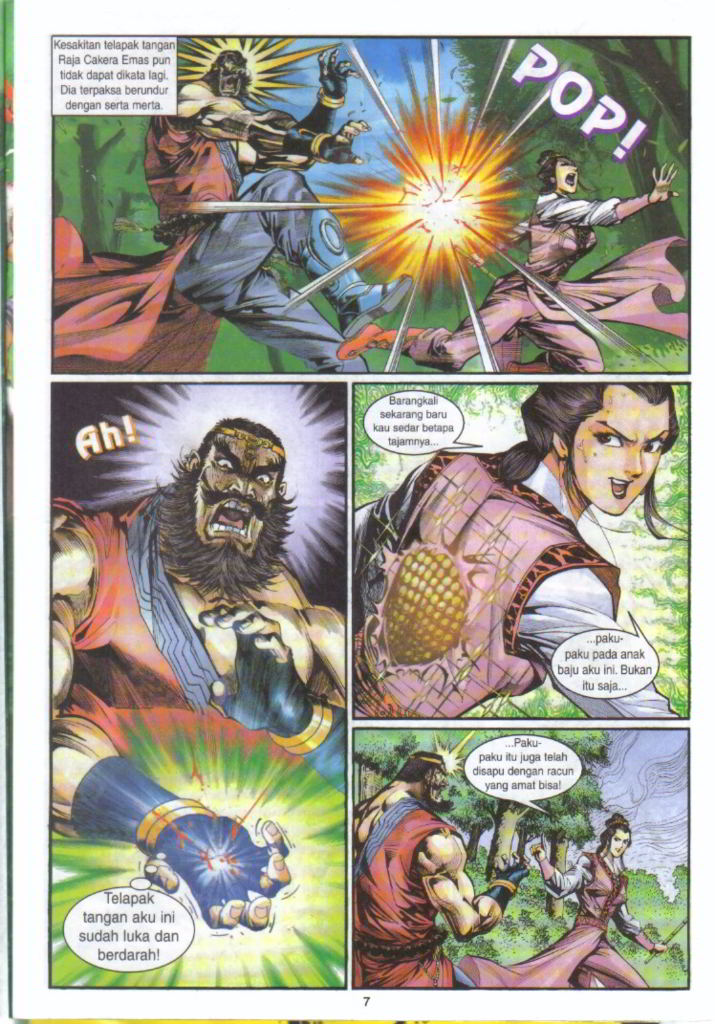 Kesakitan telapak tangan
Raja Cakera Emas pun
tidak dapat dikata lagi.
Dia terpaksa berundur
dengan serta merta.
POP!
Ah!
Telapak
tangan aku ini
sudah luka dan
berdarah!
Barangkali
sekarang baru
kau sedar betapa
tajamnya...
...paku-
paku pada anak
baju aku ini. Bukan
itu saja...
...Paku-
paku itu juga telah
disapu dengan racun
yang amat bisa!
7